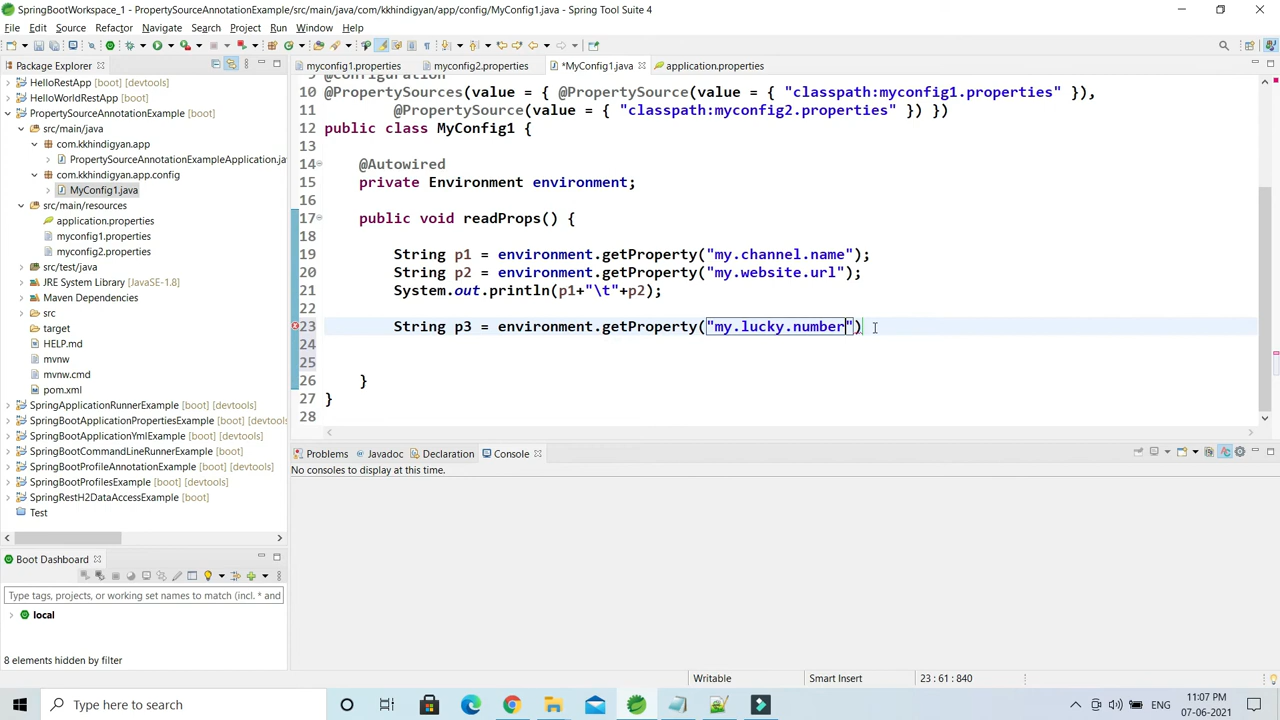 SpringBootWorkspace_1 - PropertySourceAnnotationExample/src/main/java/com/kkhindigyan/app/config/MyConfig1.java - Spring Tool Suite 4
File Edit Source Refactor Navigate Search Project Run Window Help
Package Explorer
HelloRestApp [boot] [devtools]
HelloWorldRestApp [boot]
PropertySourceAnnotationExample [boot]
src/main/java
com.kkhindigyan.app
PropertySourceAnnotationExampleApplication.ja
com.kkhindigyan.app.config
MyConfig1.java
src/main/resources
application.properties
myconfig1.properties
myconfig2.properties
src/test/java
JRE System Library [JavaSE-1.8]
Maven Dependencies
src
target
HELP.md
mvnw
mvnw.cmd
pom.xml
SpringApplicationRunnerExample [boot] [devtools]
SpringBootApplicationPropertiesExample [boot]
SpringBootApplicationYmlExample [boot] [devtools]
SpringBootCommandLineRunnerExample [boot]
SpringBootProfileAnnotationExample [boot] [devtools]
SpringBootProfilesExample [boot] [devtools]
SpringRestH2DataAccessExample [boot]
Test
Boot Dashboard
Type tags, projects, or working set names to match (incl. * and
local
8 elements hidden by filter
myconfig1.properties myconfig2.properties *MyConfig1.java application.properties
9 @Configuration
10 @PropertySources(value = { @PropertySource(value = { "classpath:myconfig1.properties" }),
11 @PropertySource(value = { "classpath:myconfig2.properties" }) })
12 public class MyConfig1 {
13
14 @Autowired
15 private Environment environment;
16
17 public void readProps() {
18
19 String p1 = environment.getProperty("my.channel.name");
20 String p2 = environment.getProperty("my.website.url");
21 System.out.println(p1+"\t"+p2);
22
23 String p3 = environment.getProperty("my.lucky.number")
24
25
26 }
27 }
28
Problems Javadoc Declaration Console
No consoles to display at this time.
Writable Smart Insert 23 : 61 : 840
Type here to search
ENG
11:07 PM
07-06-2021